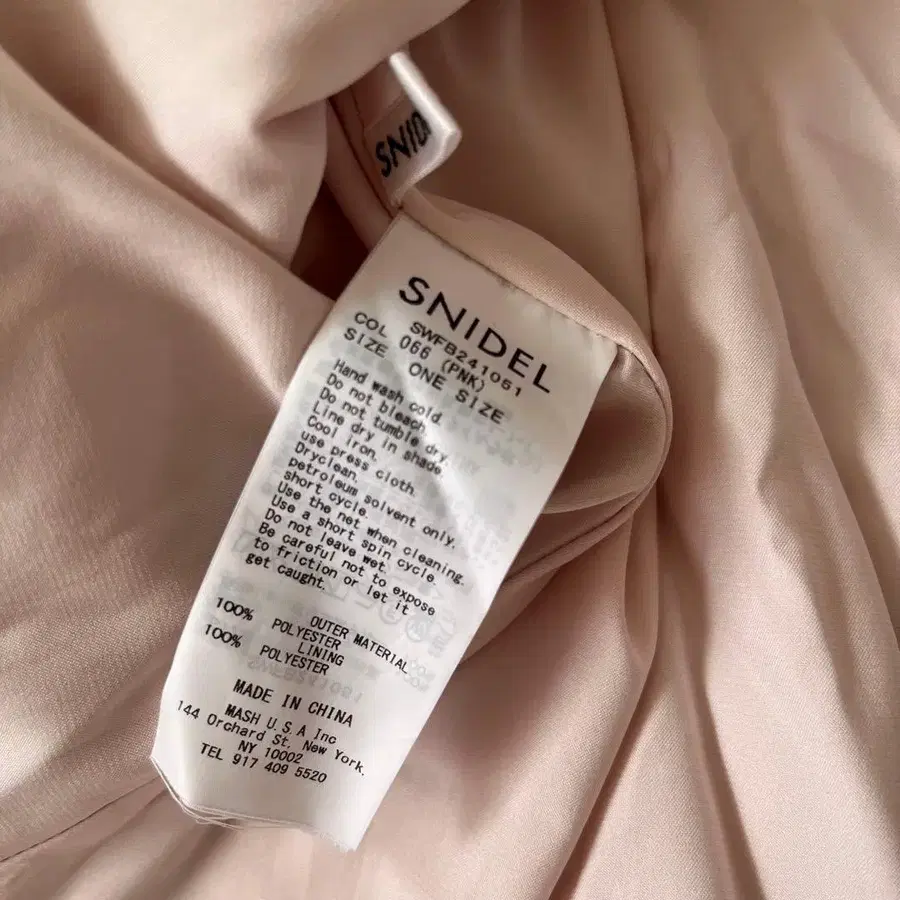 SNID
SNIDEL
SWFB241051
COL 066 (PNK)
SIZE ONE SIZE
Hand wash cold.
Do not bleach.
Do not tumble dry.
Line dry in shade.
Cool iron.
use press cloth.
Dryclean.
petroleum solvent only.
short cycle.
Use the net when cleaning.
Use a short spin cycle.
Do not leave wet.
Be careful not to expose
to friction or let it
get caught.
OUTER MATERIAL
100% POLYESTER
LINING
100% POLYESTER
MADE IN CHINA
MASH U.S.A Inc
144 Orchard St. New York.
NY 10002
TEL 917 409 5520